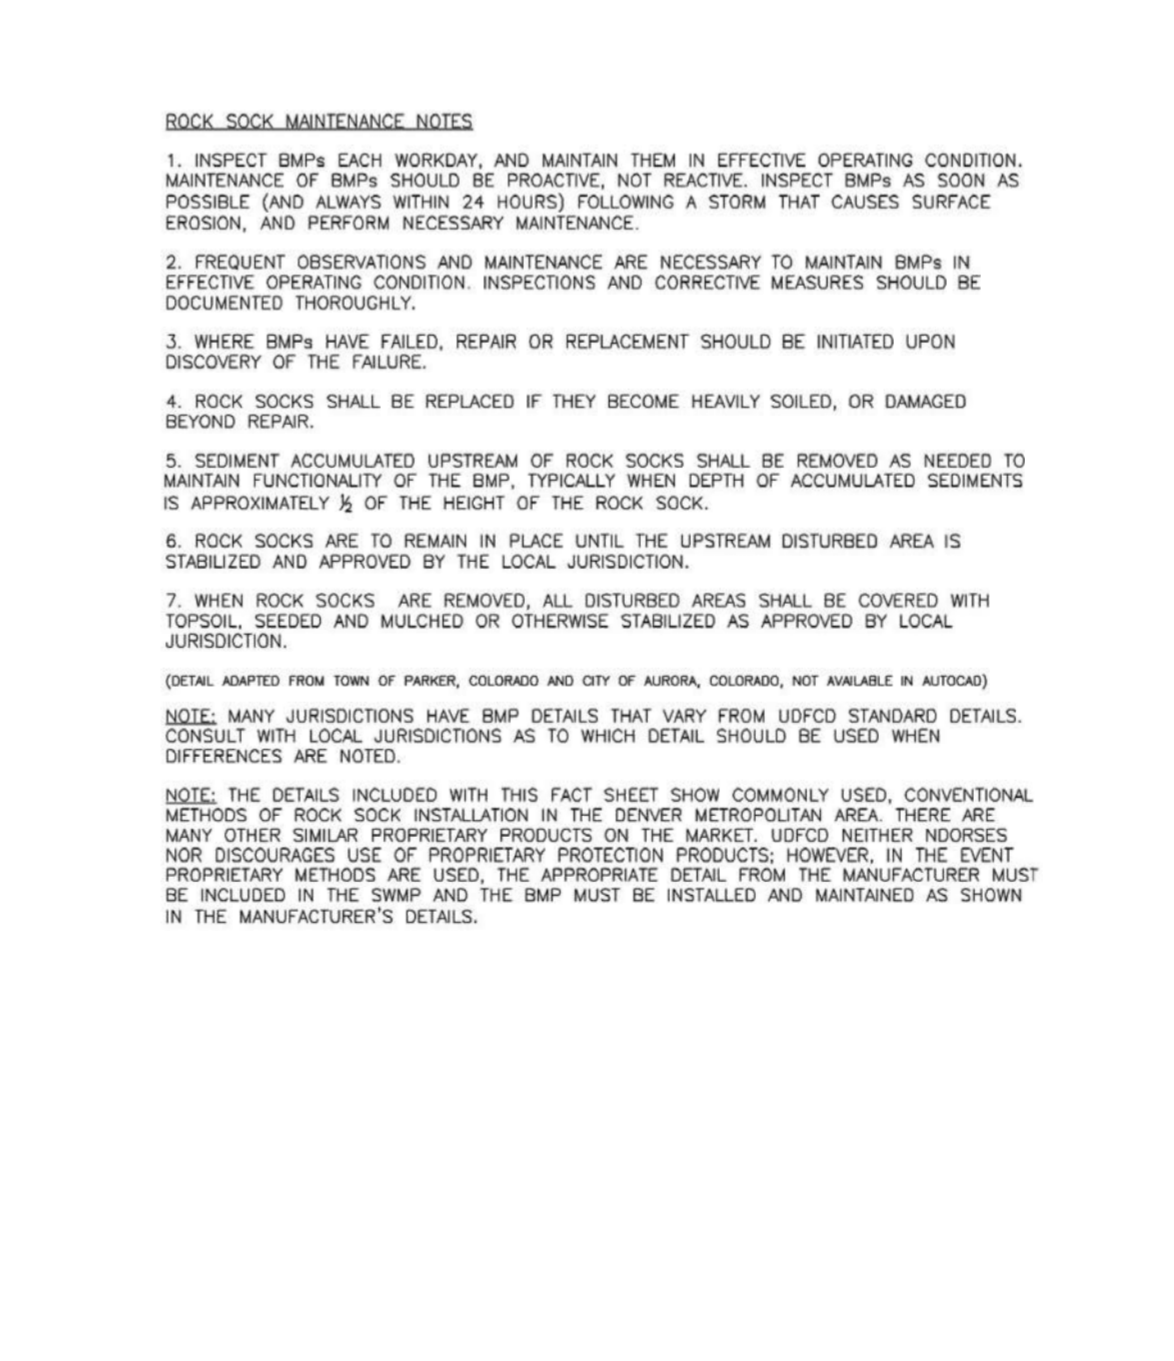 ROCK SOCK MAINTENANCE NOTES
1. INSPECT BMPs EACH WORKDAY, AND MAINTAIN THEM IN EFFECTIVE OPERATING CONDITION.
MAINTENANCE OF BMPs SHOULD BE PROACTIVE, NOT REACTIVE. INSPECT BMPs AS SOON AS
POSSIBLE (AND ALWAYS WITHIN 24 HOURS) FOLLOWING A STORM THAT CAUSES SURFACE
EROSION, AND PERFORM NECESSARY MAINTENANCE.
2. FREQUENT OBSERVATIONS AND MAINTENANCE ARE NECESSARY TO MAINTAIN BMPs IN
EFFECTIVE OPERATING CONDITION. INSPECTIONS AND CORRECTIVE MEASURES SHOULD BE
DOCUMENTED THOROUGHLY.
3. WHERE BMPs HAVE FAILED, REPAIR OR REPLACEMENT SHOULD BE INITIATED UPON
DISCOVERY OF THE FAILURE.
4. ROCK SOCKS SHALL BE REPLACED IF THEY BECOME HEAVILY SOILED, OR DAMAGED
BEYOND REPAIR.
5. SEDIMENT ACCUMULATED UPSTREAM OF ROCK SOCKS SHALL BE REMOVED AS NEEDED TO
MAINTAIN FUNCTIONALITY OF THE BMP, TYPICALLY WHEN DEPTH OF ACCUMULATED SEDIMENTS
IS APPROXIMATELY ½ OF THE HEIGHT OF THE ROCK SOCK.
6. ROCK SOCKS ARE TO REMAIN IN PLACE UNTIL THE UPSTREAM DISTURBED AREA IS
STABILIZED AND APPROVED BY THE LOCAL JURISDICTION.
7. WHEN ROCK SOCKS ARE REMOVED, ALL DISTURBED AREAS SHALL BE COVERED WITH
TOPSOIL, SEEDED AND MULCHED OR OTHERWISE STABILIZED AS APPROVED BY LOCAL
JURISDICTION.
(DETAIL ADAPTED FROM TOWN OF PARKER, COLORADO AND CITY OF AURORA, COLORADO, NOT AVAILABLE IN AUTOCAD)
NOTE: MANY JURISDICTIONS HAVE BMP DETAILS THAT VARY FROM UDFCD STANDARD DETAILS.
CONSULT WITH LOCAL JURISDICTIONS AS TO WHICH DETAIL SHOULD BE USED WHEN
DIFFERENCES ARE NOTED.
NOTE: THE DETAILS INCLUDED WITH THIS FACT SHEET SHOW COMMONLY USED, CONVENTIONAL
METHODS OF ROCK SOCK INSTALLATION IN THE DENVER METROPOLITAN AREA. THERE ARE
MANY OTHER SIMILAR PROPRIETARY PRODUCTS ON THE MARKET. UDFCD NEITHER NDORSES
NOR DISCOURAGES USE OF PROPRIETARY PROTECTION PRODUCTS; HOWEVER, IN THE EVENT
PROPRIETARY METHODS ARE USED, THE APPROPRIATE DETAIL FROM THE MANUFACTURER MUST
BE INCLUDED IN THE SWMP AND THE BMP MUST BE INSTALLED AND MAINTAINED AS SHOWN
IN THE MANUFACTURER'S DETAILS.